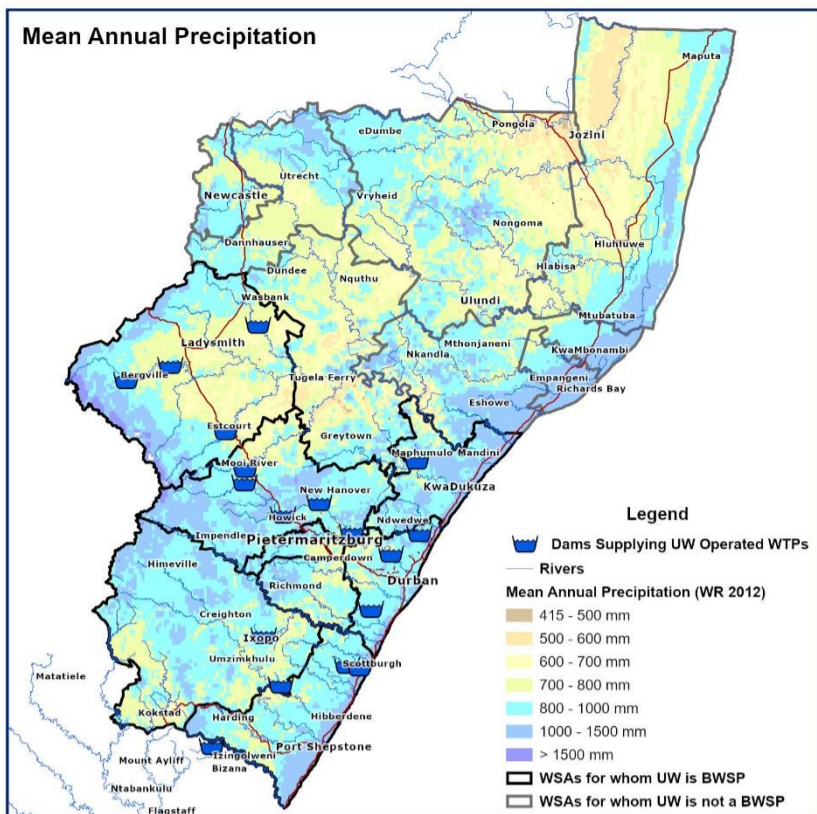 Mean Annual Precipitation
Maputa
Pongola
Jozini
eDumbe
Utrecht
Newcastle
Vryheid
Nongoma
Dannhauser
Hluhluwe
Dundee
Nquthu
Hlabisa
Wasbank
Ulundi
Mtubatuba
Ladysmith
Mthonjaneni
Nkandla
KwaMbonambi
Bergville
Tugela Ferry
Empangeni
Richards Bay
Eshowe
Estcourt
Greytown
Mooi River
Maphumulo Mandini
New Hanover
KwaDukuza
Howick
Ndwedwe
Impendle
Pietermaritzburg
Camperdown
Himeville
Durban
Richmond
Creighton
Ixopo
Umzimkhulu
Scottburgh
Matatiele
Kokstad
Harding
Hibberdene
Port Shepstone
Mount Ayliff
Izingolweni
Bizana
Ntabankulu
Flagstaff
Legend
Dams Supplying UW Operated WTPs
Rivers
Mean Annual Precipitation (WR 2012)
415 - 500 mm
500 - 600 mm
600 - 700 mm
700 - 800 mm
800 - 1000 mm
1000 - 1500 mm
> 1500 mm
WSAs for whom UW is BWSP
WSAs for whom UW is not a BWSP